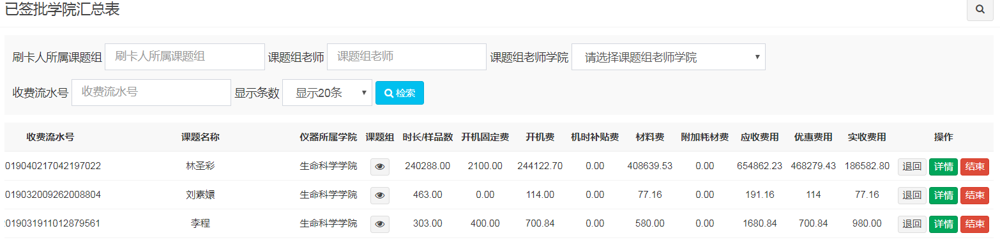 已签批学院汇总表
刷卡人所属课题组 刷卡人所属课题组 课题组老师 课题组老师 课题组老师学院 请选择课题组老师学院
收费流水号 收费流水号 显示条数 显示20条 检索
收费流水号 课题名称 仪器所属学院 课题组 时长/样品数 开机固定费 开机费 机时补贴费 材料费 附加耗材费 应收费用 优惠费用 实收费用 操作
019040217042197022 林圣彩 生命科学学院 240288.00 2100.00 244122.70 0.00 408639.53 0.00 654862.23 468279.43 186582.80 退回 详情 结束
019032009262008804 刘素嬛 生命科学学院 463.00 0.00 114.00 0.00 77.16 0.00 191.16 114 77.16 退回 详情 结束
2019031911012879561 李程 生命科学学院 303.00 400.00 700.84 0.00 580.00 0.00 1680.84 700.84 980.00 退回 详情 结束